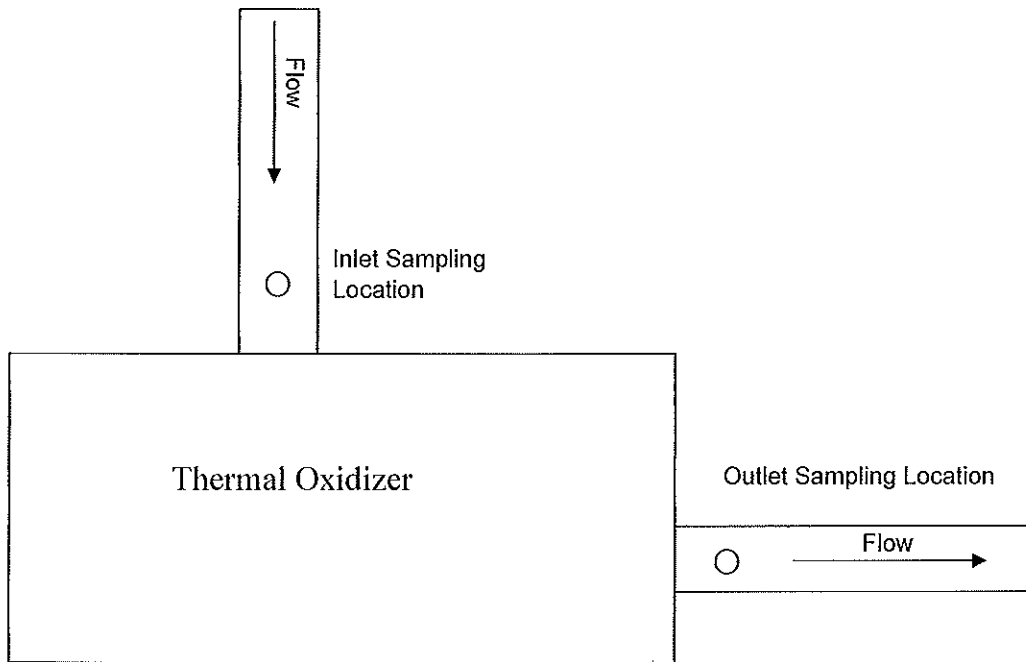 Flow
Inlet Sampling
Location
Thermal Oxidizer
Outlet Sampling Location
Flow